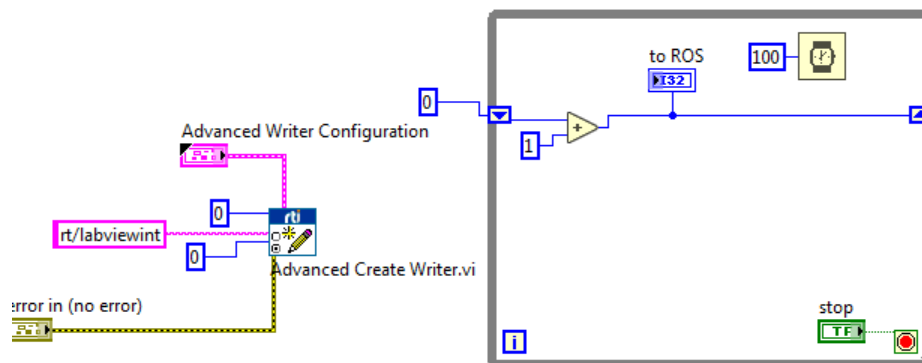 to ROS
100
I32
0
Advanced Writer Configuration
1
0
rti
rt/labviewint
0
Advanced Create Writer.vi
error in (no error)
stop
TF
i